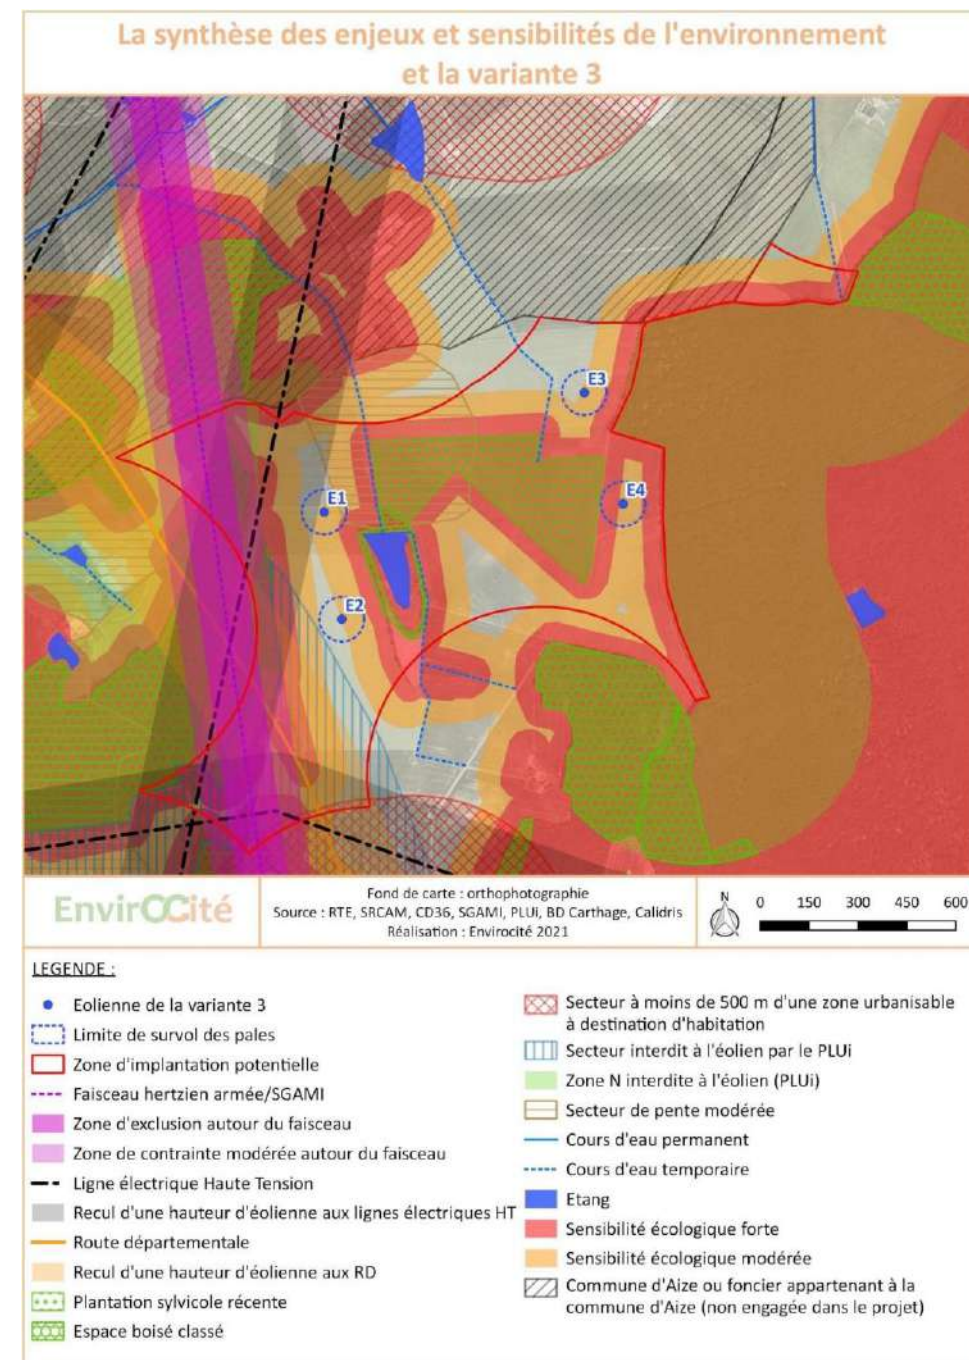 La synthèse des enjeux et sensibilités de l'environnement
et la variante 3
E3
E4
E1
E2
EnvirOCité
Fond de carte : orthophotographie
Source : RTE, SRCAM, CD36, SGAMI, PLUi, BD Carthage, Calidris
Réalisation : Envirocité 2021
N
0 150 300 450 600
LEGENDE :
Eolienne de la variante 3
Limite de survol des pales
Zone d'implantation potentielle
Faisceau hertzien armée/SGAMI
Zone d'exclusion autour du faisceau
Zone de contrainte modérée autour du faisceau
Ligne électrique Haute Tension
Recul d'une hauteur d'éolienne aux lignes électriques HT
Route départementale
Recul d'une hauteur d'éolienne aux RD
Plantation sylvicole récente
Espace boisé classé
Secteur à moins de 500 m d'une zone urbanisable
à destination d'habitation
Secteur interdit à l'éolien par le PLUi
Zone N interdite à l'éolien (PLUi)
Secteur de pente modérée
Cours d'eau permanent
Cours d'eau temporaire
Etang
Sensibilité écologique forte
Sensibilité écologique modérée
Commune d'Aize ou foncier appartenant à la
commune d'Aize (non engagée dans le projet)